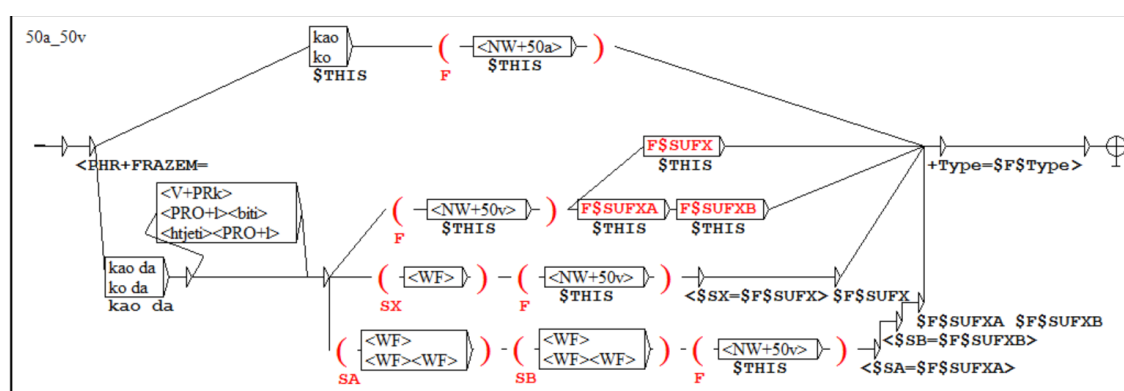 50a_50v
kao
ko
$THIS
( <NW+50a> )
F $THIS
<PHR+FRAZEM=
F$SUFX
$THIS
+Type=$F$Type>
<V+PRk>
<PRO+l><biti>
<htjeti><PRO+l>
( <NW+50v> ) F$SUFXA F$SUFXB
F $THIS $THIS $THIS
kao da
ko da
kao da
( <WF> ) ( <NW+50v> ) <$SX=$F$SUFX> $F$SUFX
SX F $THIS
$F$SUFXA $F$SUFXB
<$SB=$F$SUFXB>
<$SA=$F$SUFXA>
( <WF> ) ( <WF> ) ( <NW+50v> )
<WF><WF> <WF><WF>
SA SB F $THIS